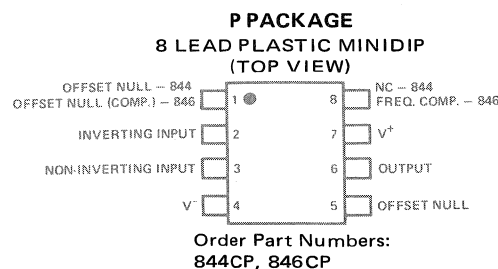 P PACKAGE
8 LEAD PLASTIC MINIDIP
(TOP VIEW)
OFFSET NULL – 844
OFFSET NULL (COMP.) – 846
1
8
NC – 844
FREQ. COMP. – 846
INVERTING INPUT
2
7
V+
NON-INVERTING INPUT
3
6
OUTPUT
V-
4
5
OFFSET NULL
Order Part Numbers:
844CP, 846CP